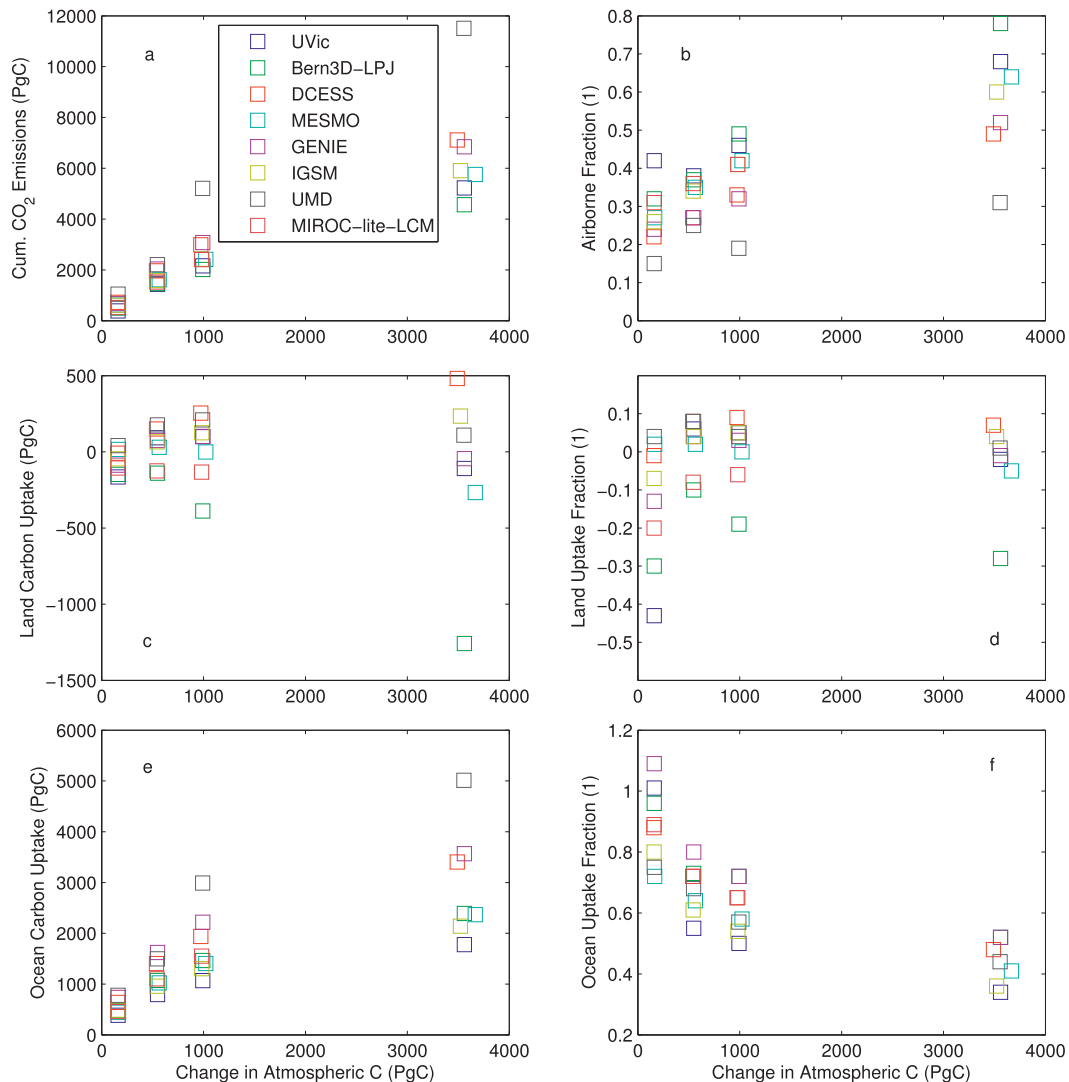 12000
10000
8000
6000
4000
2000
0
0 1000 2000 3000 4000
Cum. CO2 Emissions (PgC)
a
UVic
Bern3D−LPJ
DCESS
MESMO
GENIE
IGSM
UMD
MIROC−lite−LCM
0.8
0.7
0.6
0.5
0.4
0.3
0.2
0.1
0
0 1000 2000 3000 4000
Airborne Fraction (1)
b
500
0
−500
−1000
−1500
0 1000 2000 3000 4000
Land Carbon Uptake (PgC)
c
0.1
0
−0.1
−0.2
−0.3
−0.4
−0.5
0 1000 2000 3000 4000
Land Uptake Fraction (1)
d
6000
5000
4000
3000
2000
1000
0
0 1000 2000 3000 4000
Ocean Carbon Uptake (PgC)
e
Change in Atmospheric C (PgC)
1.2
1
0.8
0.6
0.4
0.2
0 1000 2000 3000 4000
Ocean Uptake Fraction (1)
f
Change in Atmospheric C (PgC)